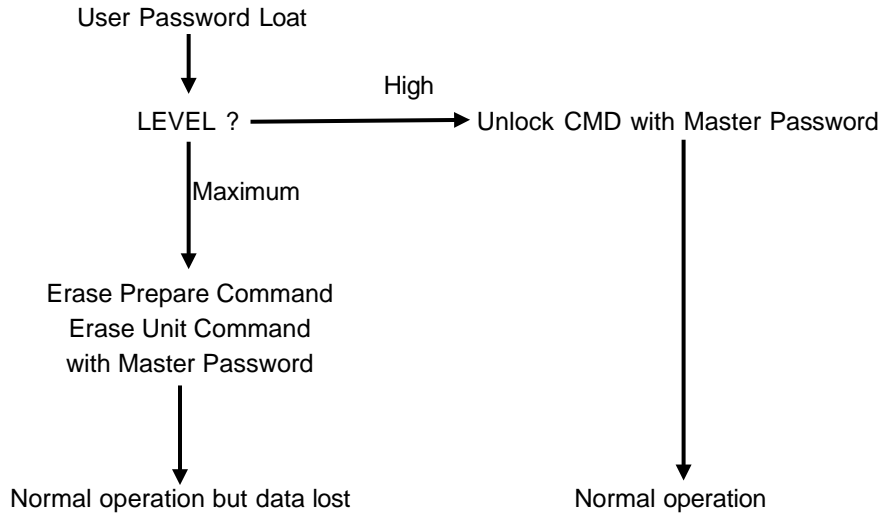 User Password Loat
High
LEVEL ?
Unlock CMD with Master Password
Maximum
Erase Prepare Command
Erase Unit Command
with Master Password
Normal operation but data lost
Normal operation